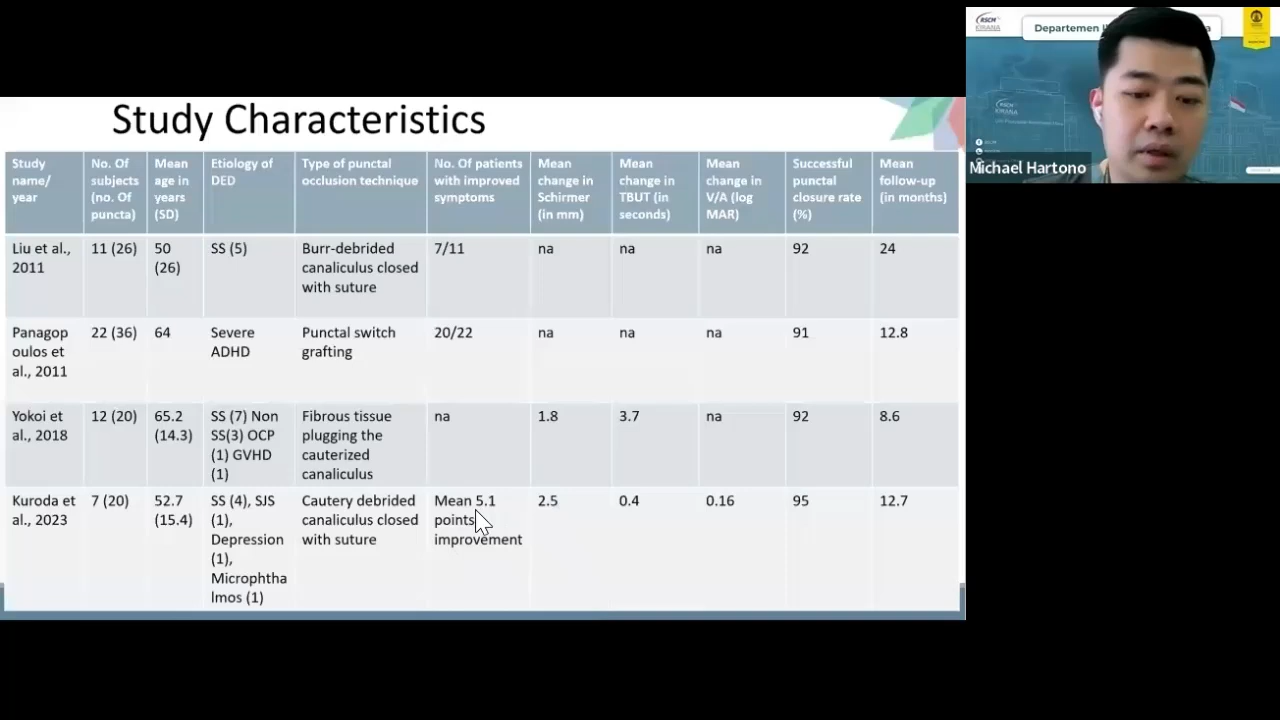 Study Characteristics
Study name/ year
No. Of subjects (no. Of puncta)
Mean age in years (SD)
Etiology of DED
Type of punctal occlusion technique
No. Of patients with improved symptoms
Mean change in Schirmer (in mm)
Mean change in TBUT (in seconds)
Mean change in V/A (log MAR)
Successful punctal closure rate (%)
Mean follow-up (in months)
Liu et al., 2011
11 (26)
50 (26)
SS (5)
Burr-debrided canaliculus closed with suture
7/11
na
na
na
92
24
Panagop oulos et al., 2011
22 (36)
64
Severe ADHD
Punctal switch grafting
20/22
na
na
na
91
12.8
Yokoi et al., 2018
12 (20)
65.2 (14.3)
SS (7) Non SS(3) OCP (1) GVHD (1)
Fibrous tissue plugging the cauterized canaliculus
na
1.8
3.7
na
92
8.6
Kuroda et al., 2023
7 (20)
52.7 (15.4)
SS (4), SJS (1), Depression (1), Microphtha lmos (1)
Cautery debrided canaliculus closed with suture
Mean 5.1 points improvement
2.5
0.4
0.16
95
12.7
RSCM
KIRANA
Departemen
Michael Hartono